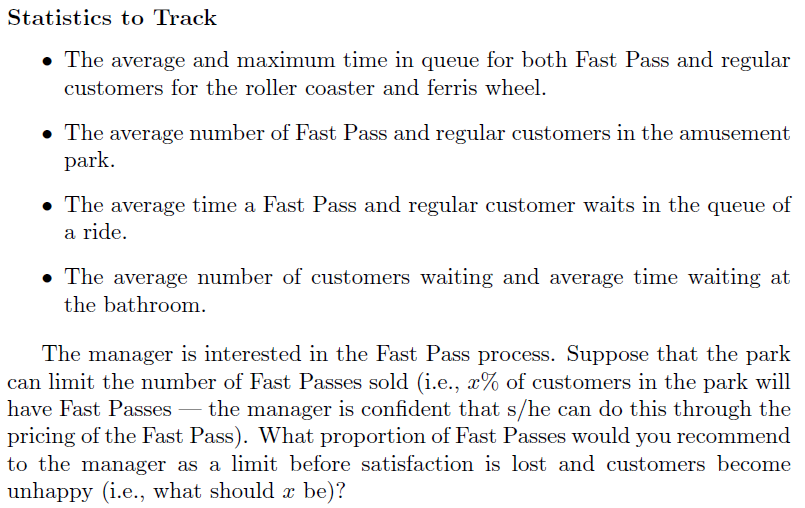 Statistics to Track
• The average and maximum time in queue for both Fast Pass and regular
customers for the roller coaster and ferris wheel.
• The average number of Fast Pass and regular customers in the amusement
park.
• The average time a Fast Pass and regular customer waits in the queue of
a ride.
• The average number of customers waiting and average time waiting at
the bathroom.
The manager is interested in the Fast Pass process. Suppose that the park
can limit the number of Fast Passes sold (i.e., x% of customers in the park will
have Fast Passes — the manager is confident that s/he can do this through the
pricing of the Fast Pass). What proportion of Fast Passes would you recommend
to the manager as a limit before satisfaction is lost and customers become
unhappy (i.e., what should x be)?